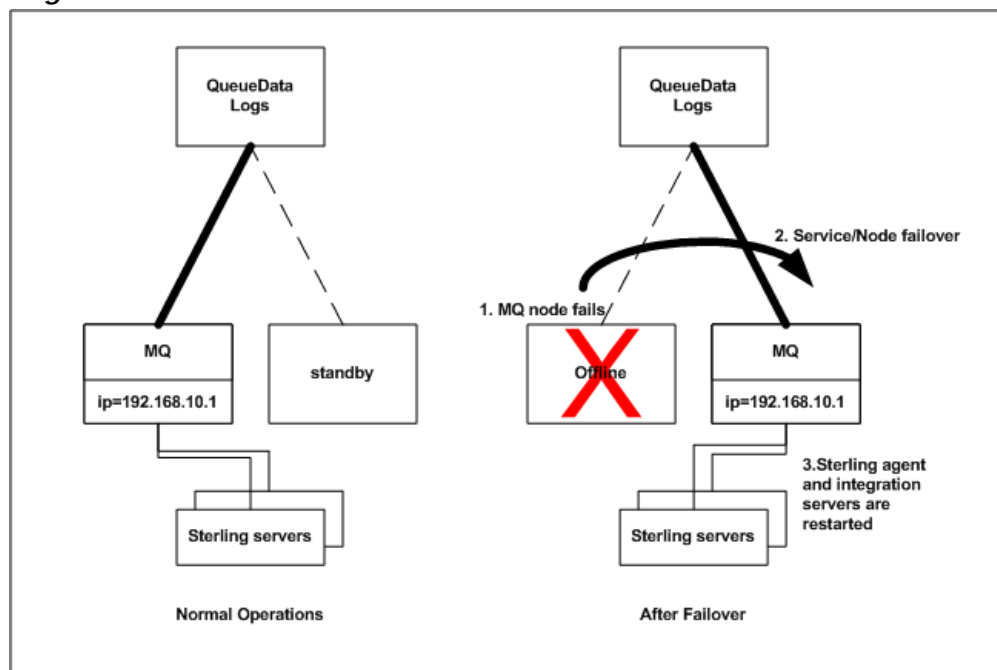 QueueData
Logs
MQ
ip=192.168.10.1
standby
Sterling servers
Normal Operations
QueueData
Logs
2. Service/Node failover
1. MQ node fails
Offline
MQ
ip=192.168.10.1
3.Sterling agent
and integration
servers are
restarted
Sterling servers
After Failover